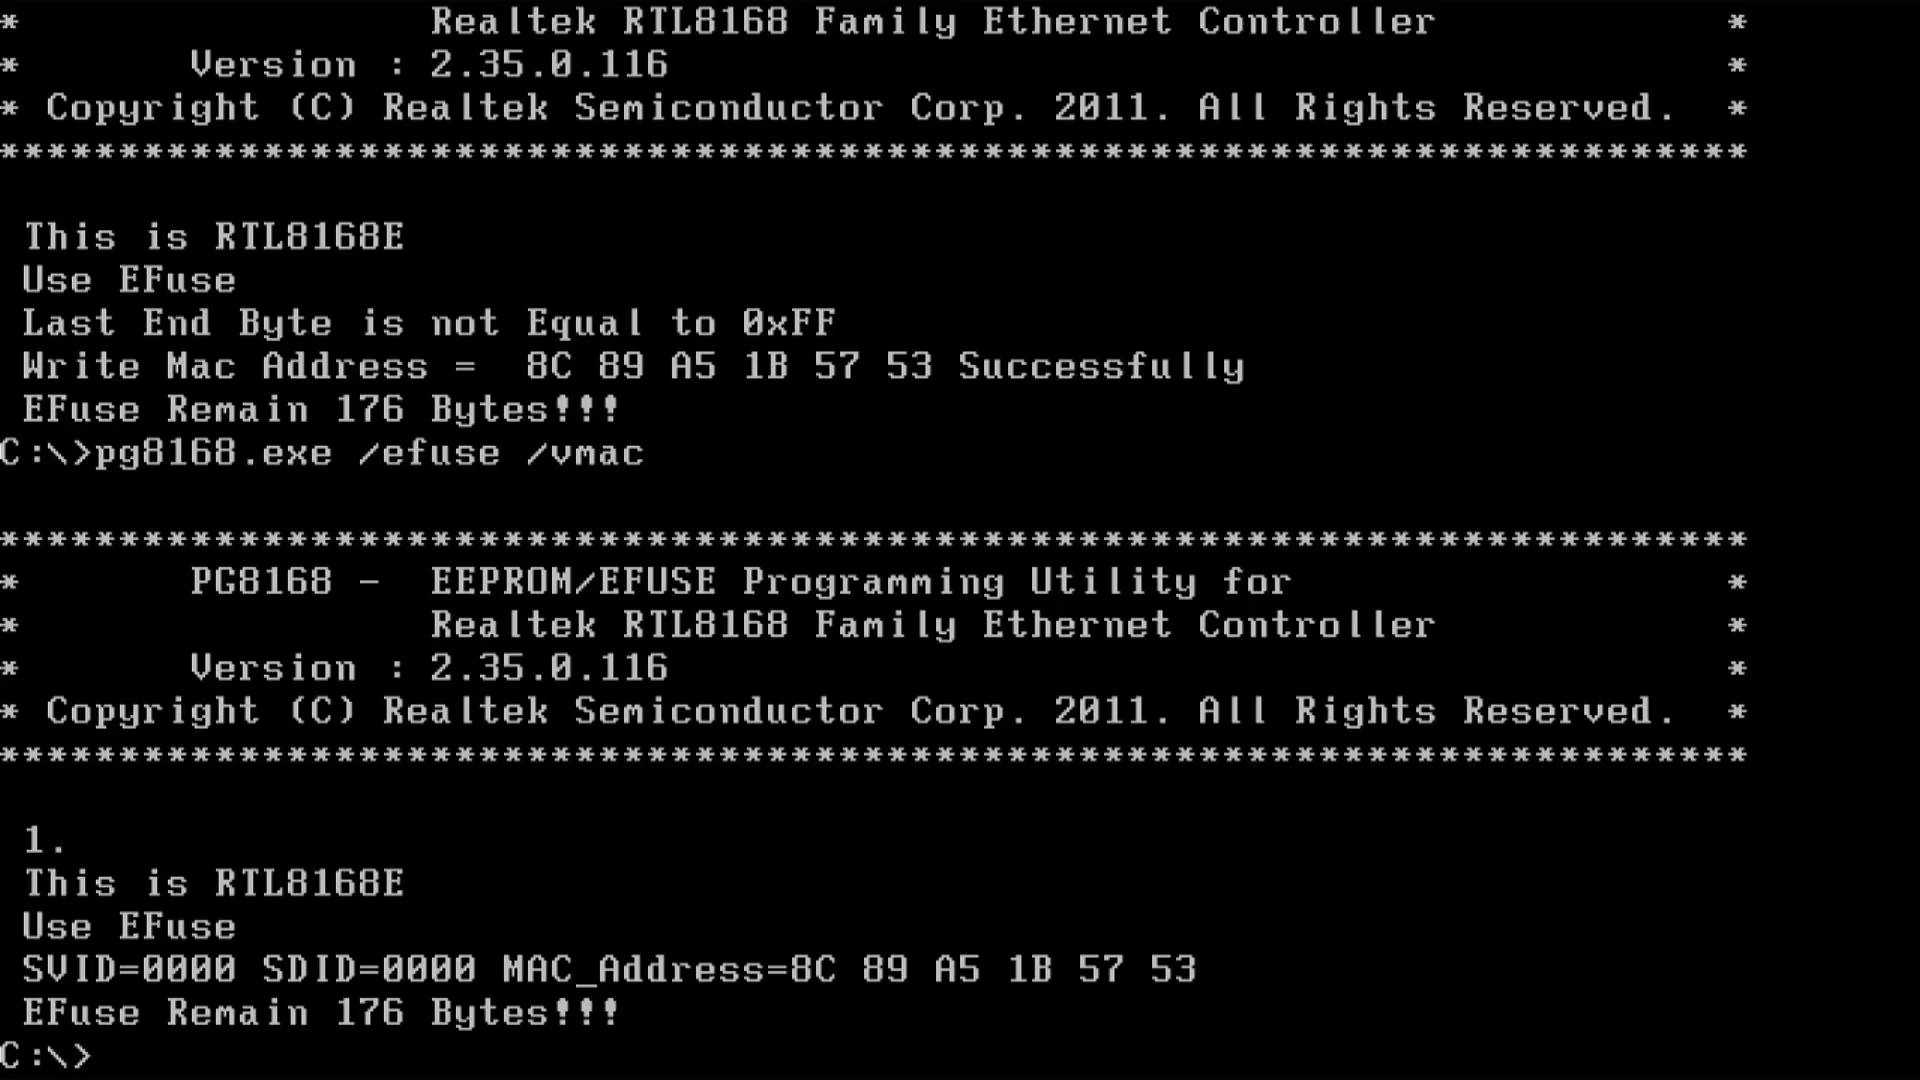 *                 Realtek RTL8168 Family Ethernet Controller            *
*       Version : 2.35.0.116                                            *
* Copyright (C) Realtek Semiconductor Corp. 2011. All Rights Reserved.  *
*************************************************************************
This is RTL8168E
Use EFuse
Last End Byte is not Equal to 0xFF
Write Mac Address =  8C 89 A5 1B 57 53 Successfully
EFuse Remain 176 Bytes!!!
C:\>pg8168.exe /efuse /vmac
*************************************************************************
*       PG8168 -  EEPROM/EFUSE Programming Utility for                  *
*                 Realtek RTL8168 Family Ethernet Controller            *
*       Version : 2.35.0.116                                            *
* Copyright (C) Realtek Semiconductor Corp. 2011. All Rights Reserved.  *
*************************************************************************
1.
This is RTL8168E
Use EFuse
SVID=0000 SDID=0000 MAC_Address=8C 89 A5 1B 57 53
EFuse Remain 176 Bytes!!!
C:\>